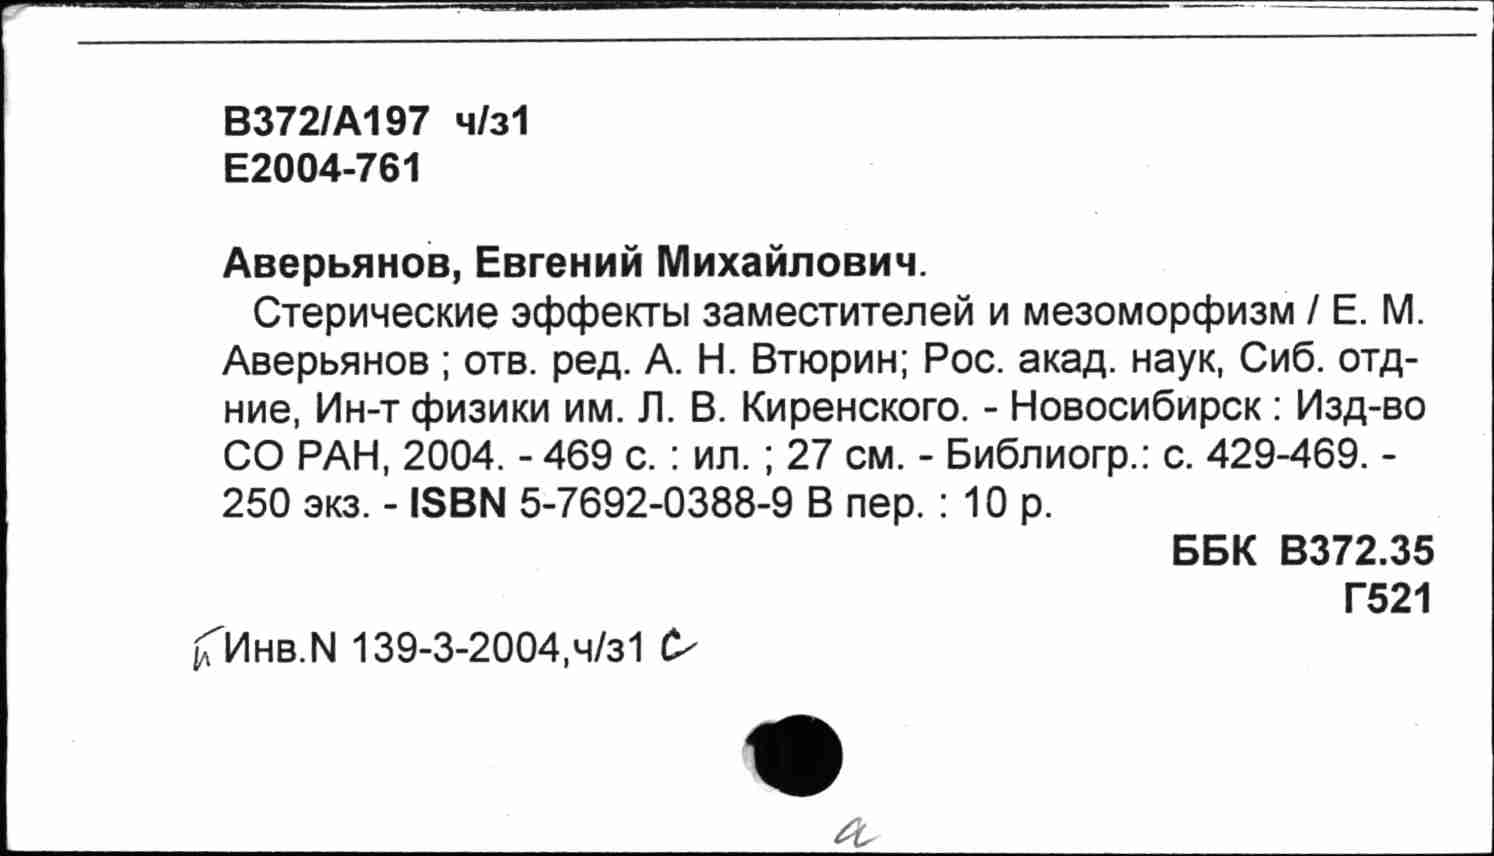 В372/А197 ч/з1
Е2004-761
Аверьянов, Евгений Михайлович.
Стерические эффекты заместителей и мезоморфизм / Е. М.
Аверьянов ; отв. ред. А. Н. Втюрин; Рос. акад. наук, Сиб. отд-
ние, Ин-т физики им. Л. В. Киренского. - Новосибирск : Изд-во
СО РАН, 2004. - 469 с. : ил. ; 27 см. - Библиогр.: с. 429-469. -
250 экз. - ISBN 5-7692-0388-9 В пер. : 10 р.
ББК В372.35
Г521
Инв.N 139-3-2004,ч/з1 с
а